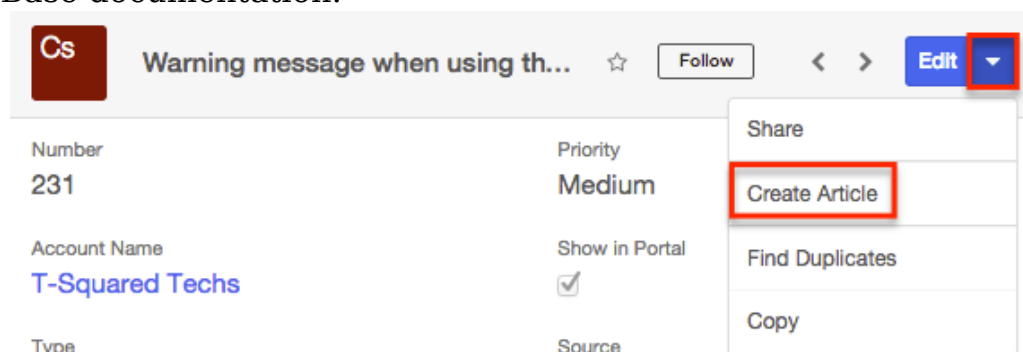 Base documentation.
Cs
Warning message when using th...
Follow
Edit
Share
Number
Priority
231
Medium
Create Article
Account Name
Show in Portal
Find Duplicates
T-Squared Techs
Copy
Type
Source